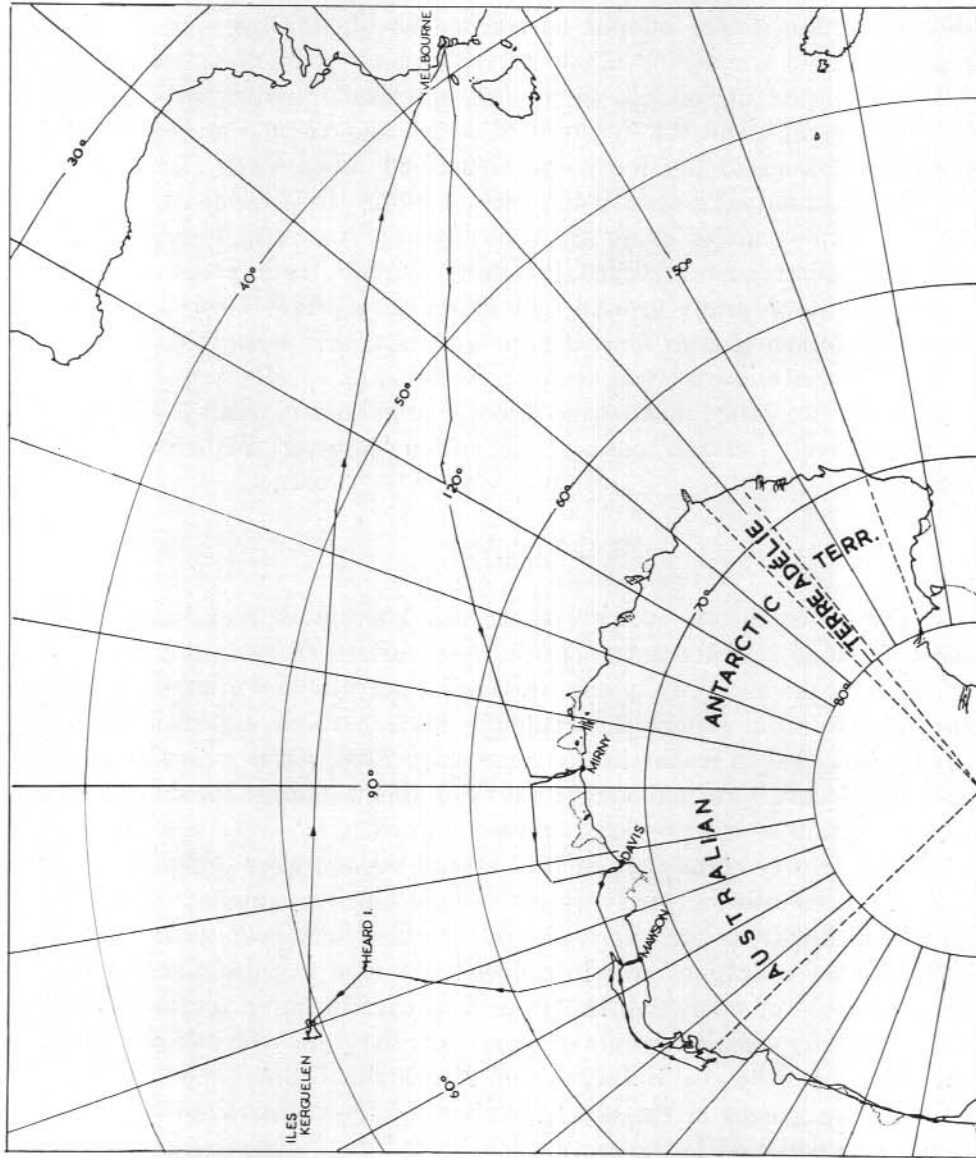 MELBOURNE
30°
40°
50°
150°
120°
60°
TERRE ADÉLIE
ANTARCTIC TERR.
70°
80°
MIRNY
90°
DAVIS
AUSTRALIAN
MAWSON
HEARD I.
ILES
KERGUELEN
60°